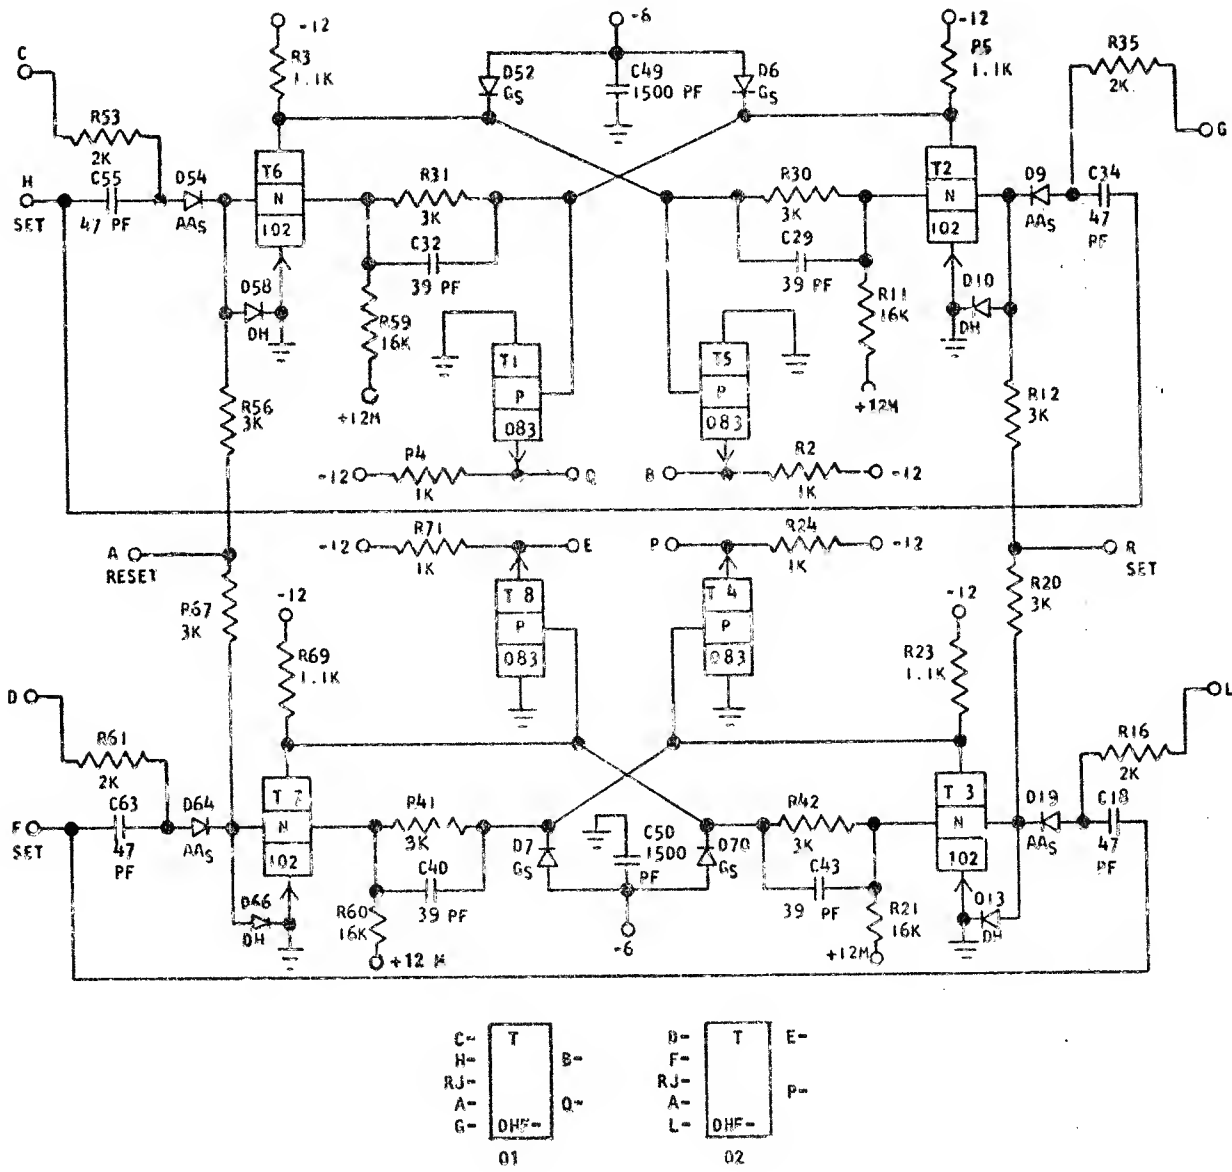 -12
-6
-12
C
R3
1.1K
D52
GS
C49
1500 PF
D6
GS
R5
1.1K
R35
2K
G
R53
2K
H
SET
C55
47 PF
D54
AAS
T6
N
102
R31
3K
C32
39 PF
R30
3K
C29
39 PF
T2
N
102
D9
AAS
C34
47
PF
D58
DH
R59
16K
+12M
T1
P
083
T5
P
083
R11
16K
+12M
D10
DH
R56
3K
R12
3K
-12
R4
1K
Q
B
R2
1K
-12
A
RESET
-12
R71
1K
E
P
R24
1K
-12
R
SET
R67
3K
-12
T 8
P
083
T 4
P
083
-12
R20
3K
R69
1.1K
R23
1.1K
D
R61
2K
L
R16
2K
F
SET
C63
47
PF
D64
AAS
T 7
N
102
R41
3K
C40
39 PF
D7
GS
C50
1500
PF
D70
GS
R42
3K
C43
39 PF
T 3
N
102
D19
AAS
C18
47
PF
D66
DH
R60
16K
+12 M
-6
R21
16K
+12M
D13
DH
C-
H-
RJ-
A-
G-
T
DHF-
B-
Q-
01
D-
F-
RJ-
A-
L-
T
DHF-
E-
P-
02